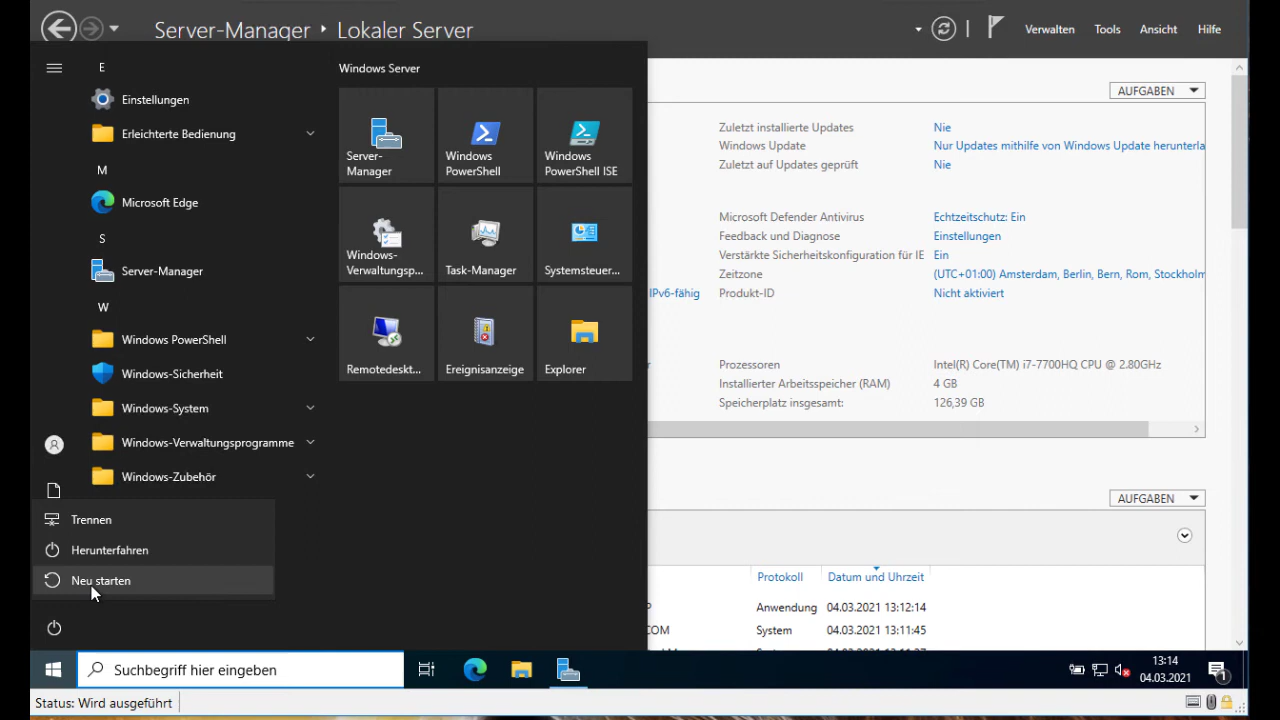 Server-Manager ‣ Lokaler Server
Verwalten Tools Ansicht Hilfe
E
Einstellungen
Erleichterte Bedienung
M
Microsoft Edge
S
Server-Manager
W
Windows PowerShell
Windows-Sicherheit
Windows-System
Windows-Verwaltungsprogramme
Windows-Zubehör
Trennen
Herunterfahren
Neu starten
Windows Server
Server-
Manager
Windows
PowerShell
Windows
PowerShell ISE
Windows-
Verwaltungsp...
Task-Manager
Systemsteuer...
Remotedeskt...
Ereignisanzeige
Explorer
AUFGABEN
Zuletzt installierte Updates Nie
Windows Update Nur Updates mithilfe von Windows Update herunterla
Zuletzt auf Updates geprüft Nie
Microsoft Defender Antivirus Echtzeitschutz: Ein
Feedback und Diagnose Einstellungen
Verstärkte Sicherheitskonfiguration für IE Ein
Zeitzone (UTC+01:00) Amsterdam, Berlin, Bern, Rom, Stockholm
IPv6-fähig Produkt-ID Nicht aktiviert
Prozessoren Intel(R) Core(TM) i7-7700HQ CPU @ 2.80GHz
Installierter Arbeitsspeicher (RAM) 4 GB
Speicherplatz insgesamt: 126,39 GB
AUFGABEN
Protokoll Datum und Uhrzeit
Anwendung 04.03.2021 13:12:14
COM System 04.03.2021 13:11:45
Suchbegriff hier eingeben
13:14
04.03.2021
1
Status: Wird ausgeführt